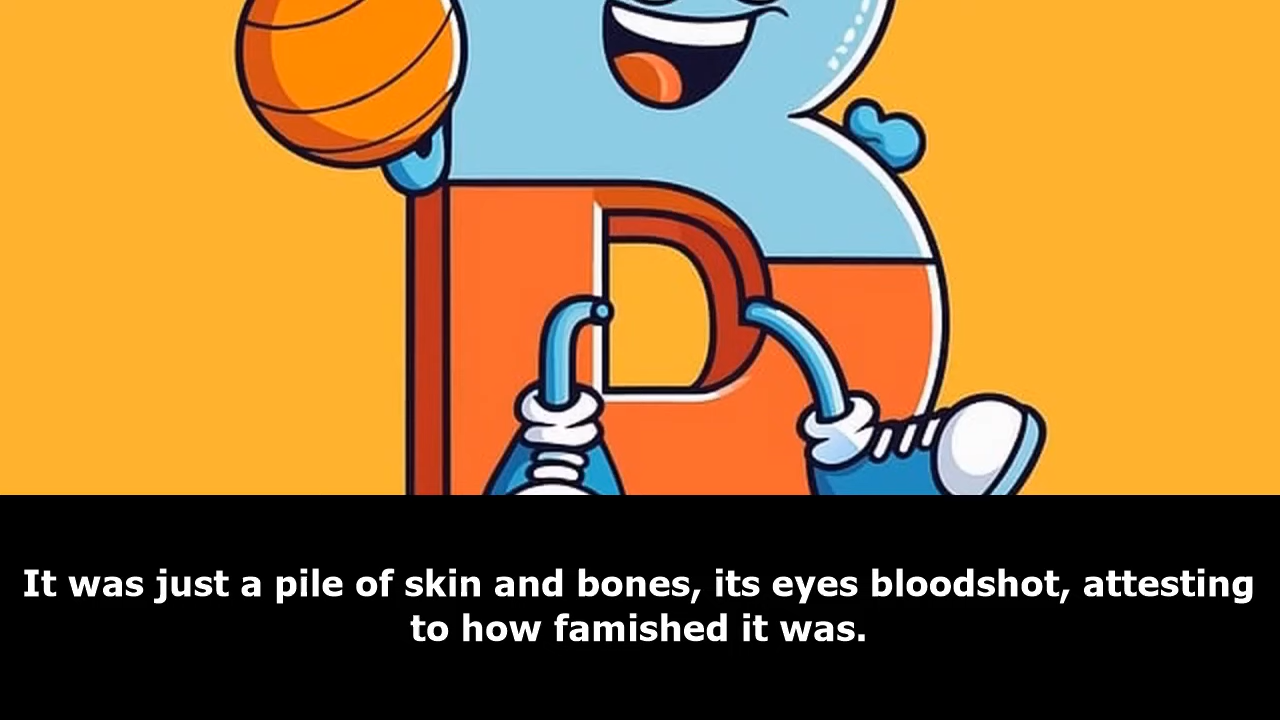 It was just a pile of skin and bones, its eyes bloodshot, attesting
to how famished it was.